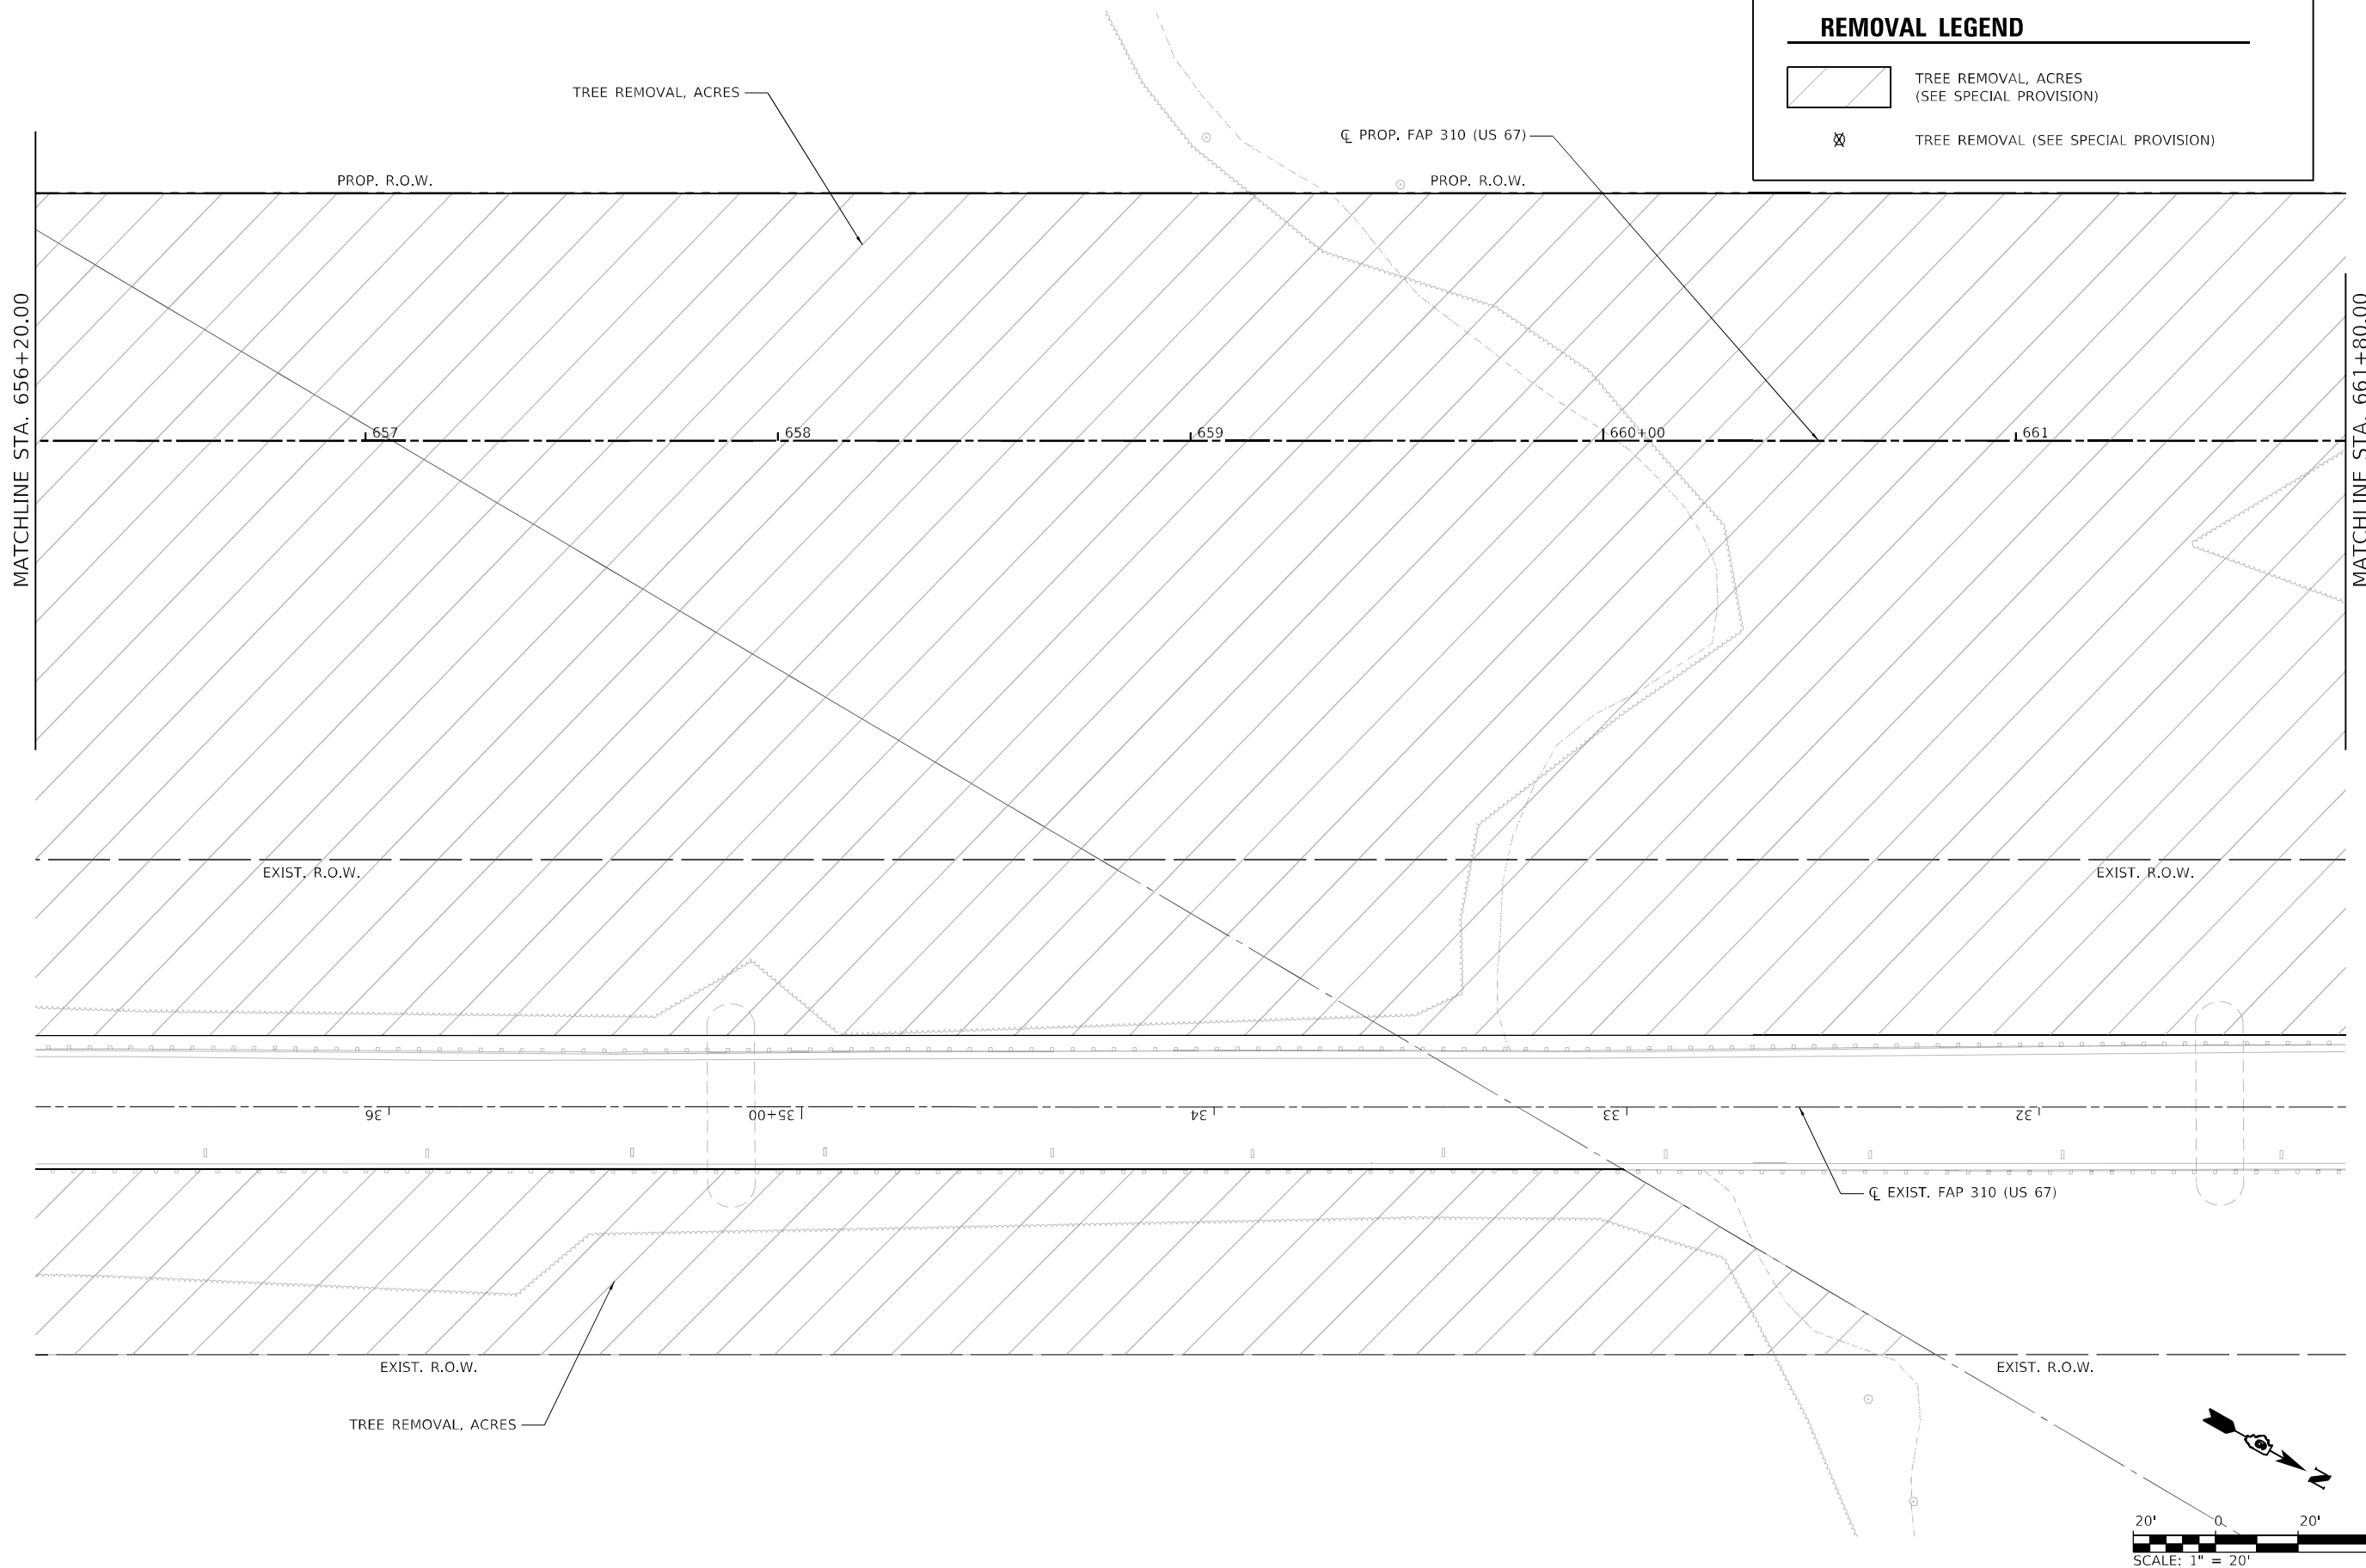 REMOVAL LEGEND
TREE REMOVAL, ACRES
(SEE SPECIAL PROVISION)
TREE REMOVAL (SEE SPECIAL PROVISION)
TREE REMOVAL, ACRES
℄ PROP. FAP 310 (US 67)
PROP. R.O.W.
PROP. R.O.W.
MATCHLINE STA. 656+20.00
MATCHLINE STA. 661+80.00
657
658
659
660+00
661
EXIST. R.O.W.
EXIST. R.O.W.
36
35+00
34
33
32
℄ EXIST. FAP 310 (US 67)
EXIST. R.O.W.
EXIST. R.O.W.
TREE REMOVAL, ACRES
N
20' 0 20'
SCALE: 1" = 20'